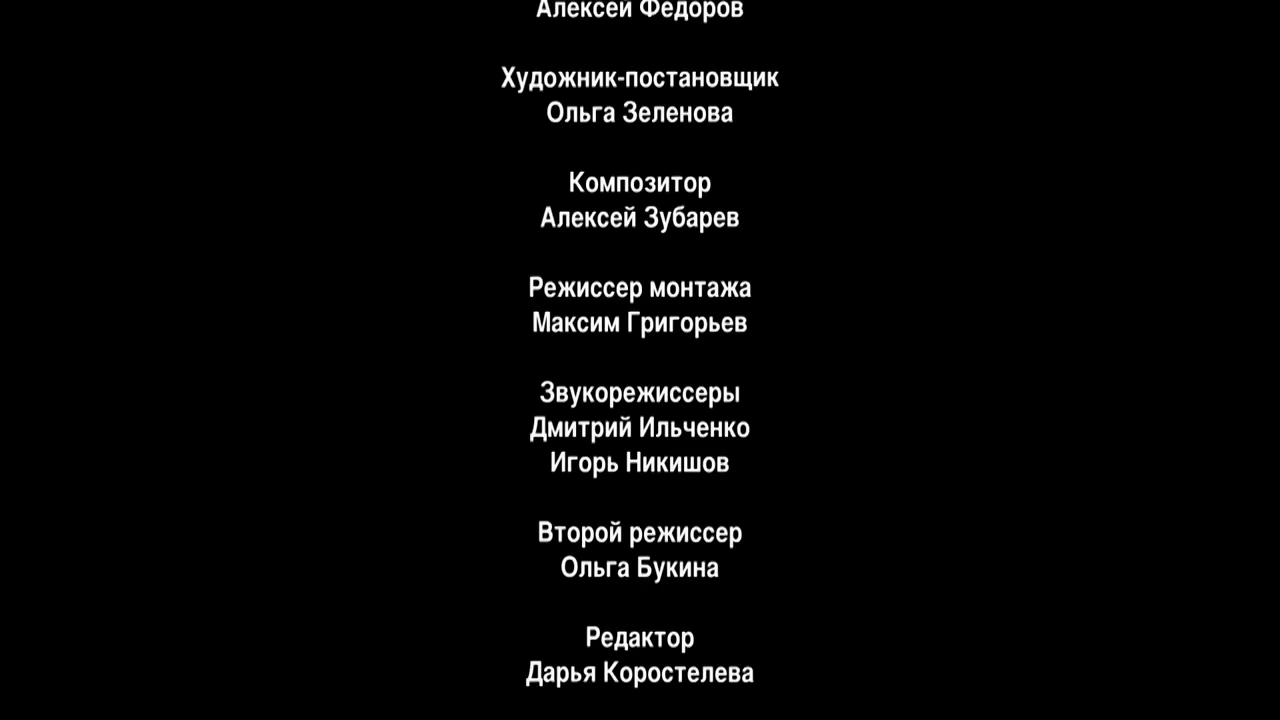 Алексей Федоров
Художник-постановщик
Ольга Зеленова
Композитор
Алексей Зубарев
Режиссер монтажа
Максим Григорьев
Звукорежиссеры
Дмитрий Ильченко
Игорь Никишов
Второй режиссер
Ольга Букина
Редактор
Дарья Коростелева